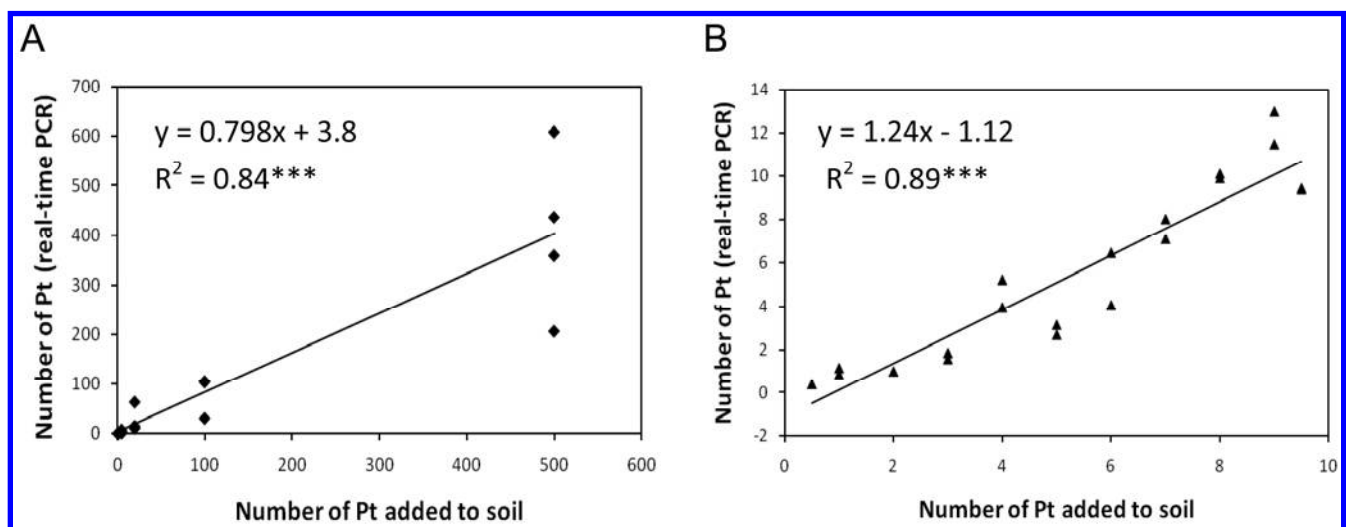 A
Number of Pt (real-time PCR)
700
600
500
400
300
200
100
0
y = 0.798x + 3.8
R² = 0.84***
0 100 200 300 400 500 600
Number of Pt added to soil
B
Number of Pt (real-time PCR)
14
12
10
8
6
4
2
0
-2
y = 1.24x - 1.12
R² = 0.89***
0 2 4 6 8 10
Number of Pt added to soil